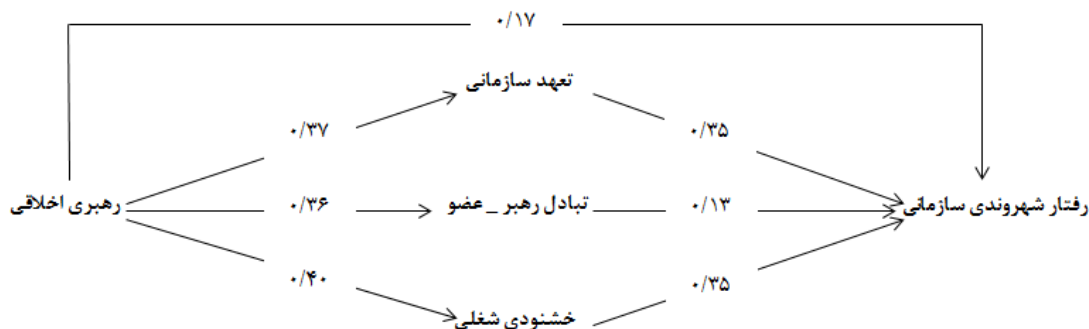 ۰/۱۷
تعهد سازمانی
۰/۳۷
۰/۳۵
رهبری اخلاقی
۰/۳۶
تبادل رهبر _ عضو
۰/۱۳
رفتار شهروندی سازمانی
۰/۴۰
۰/۳۵
خشنودی شغلی